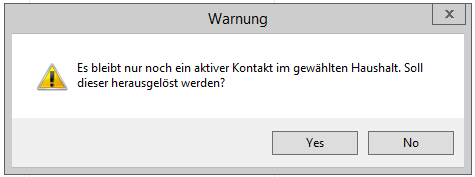 Warnung
Es bleibt nur noch ein aktiver Kontakt im gewählten Haushalt. Soll
dieser herausgelöst werden?
Yes
No